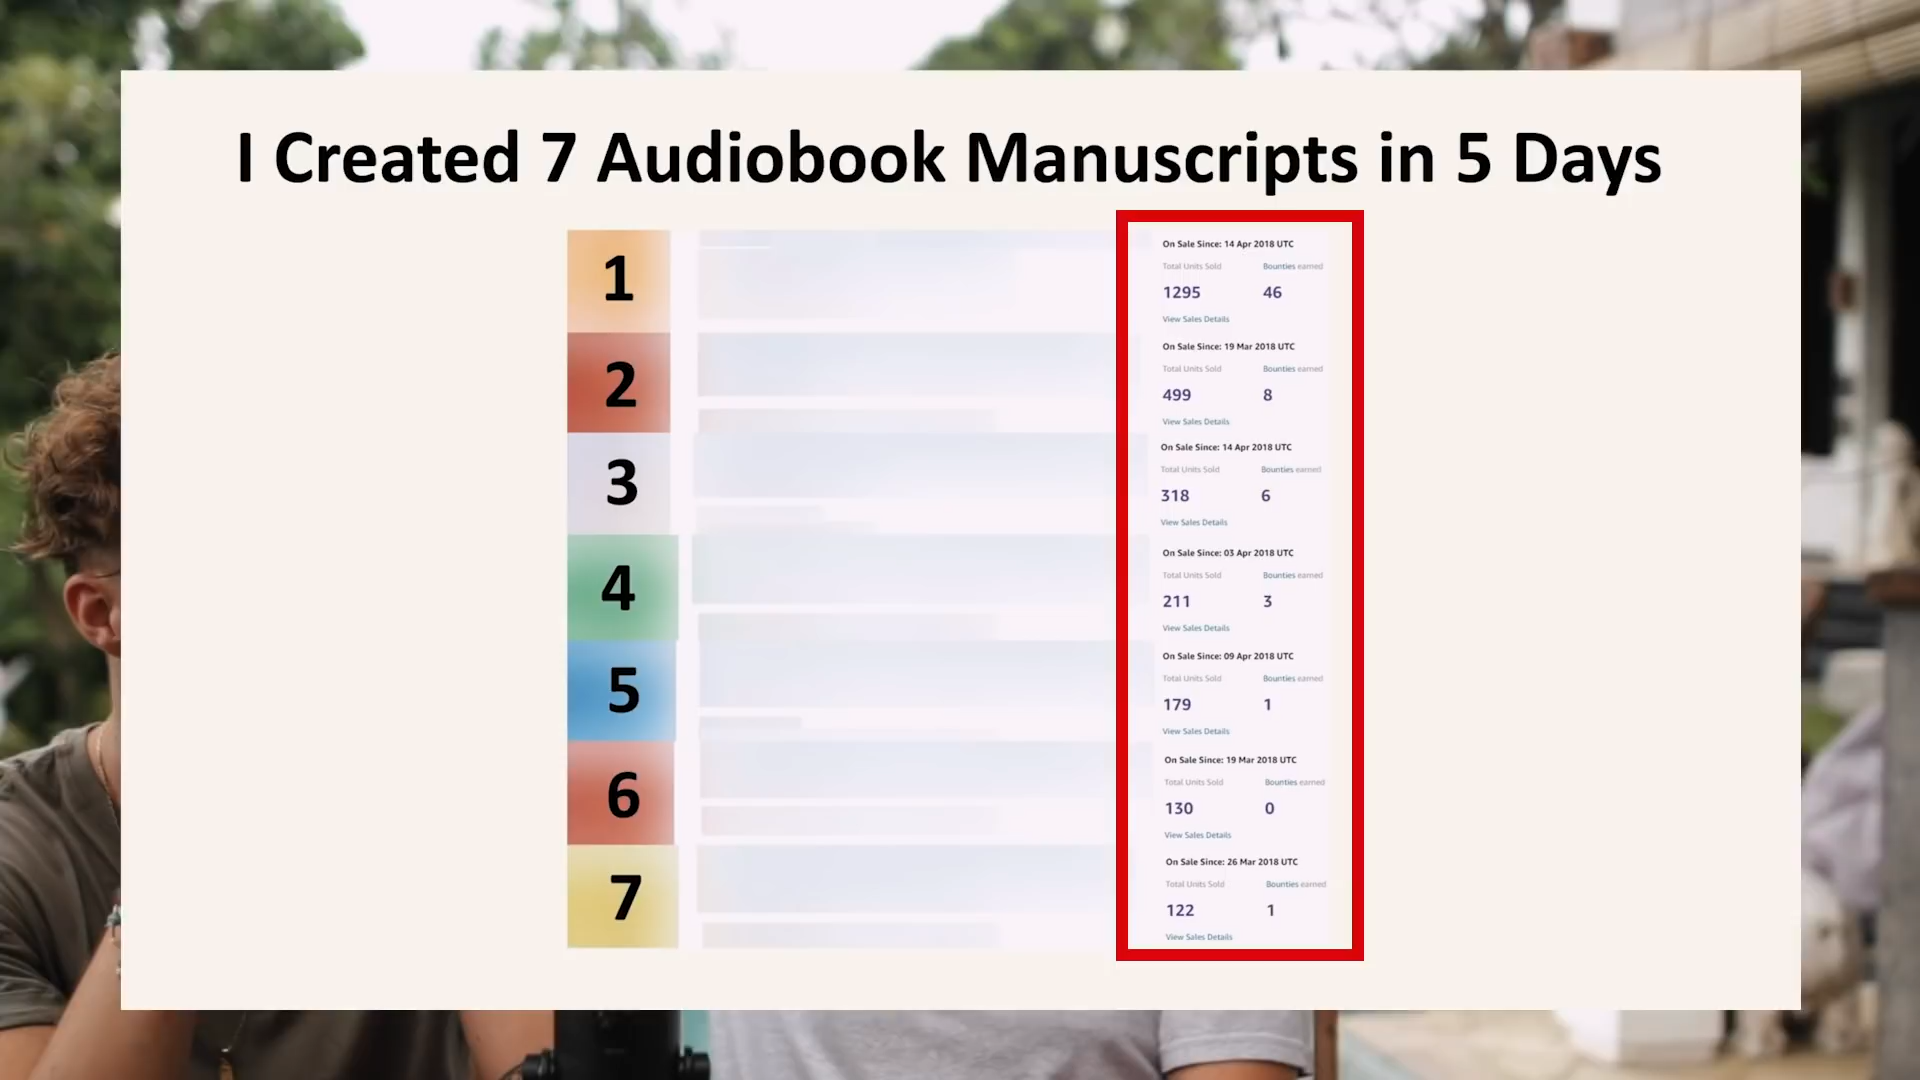 I Created 7 Audiobook Manuscripts in 5 Days
1
On Sale Since: 14 Apr 2018 UTC
Total Units Sold Bounties earned
1295 46
View Sales Details
2
On Sale Since: 19 Mar 2018 UTC
Total Units Sold Bounties earned
499 8
View Sales Details
3
On Sale Since: 14 Apr 2018 UTC
Total Units Sold Bounties earned
318 6
View Sales Details
4
On Sale Since: 03 Apr 2018 UTC
Total Units Sold Bounties earned
211 3
View Sales Details
5
On Sale Since: 09 Apr 2018 UTC
Total Units Sold Bounties earned
179 1
View Sales Details
6
On Sale Since: 19 Mar 2018 UTC
Total Units Sold Bounties earned
130 0
View Sales Details
7
On Sale Since: 26 Mar 2018 UTC
Total Units Sold Bounties earned
122 1
View Sales Details